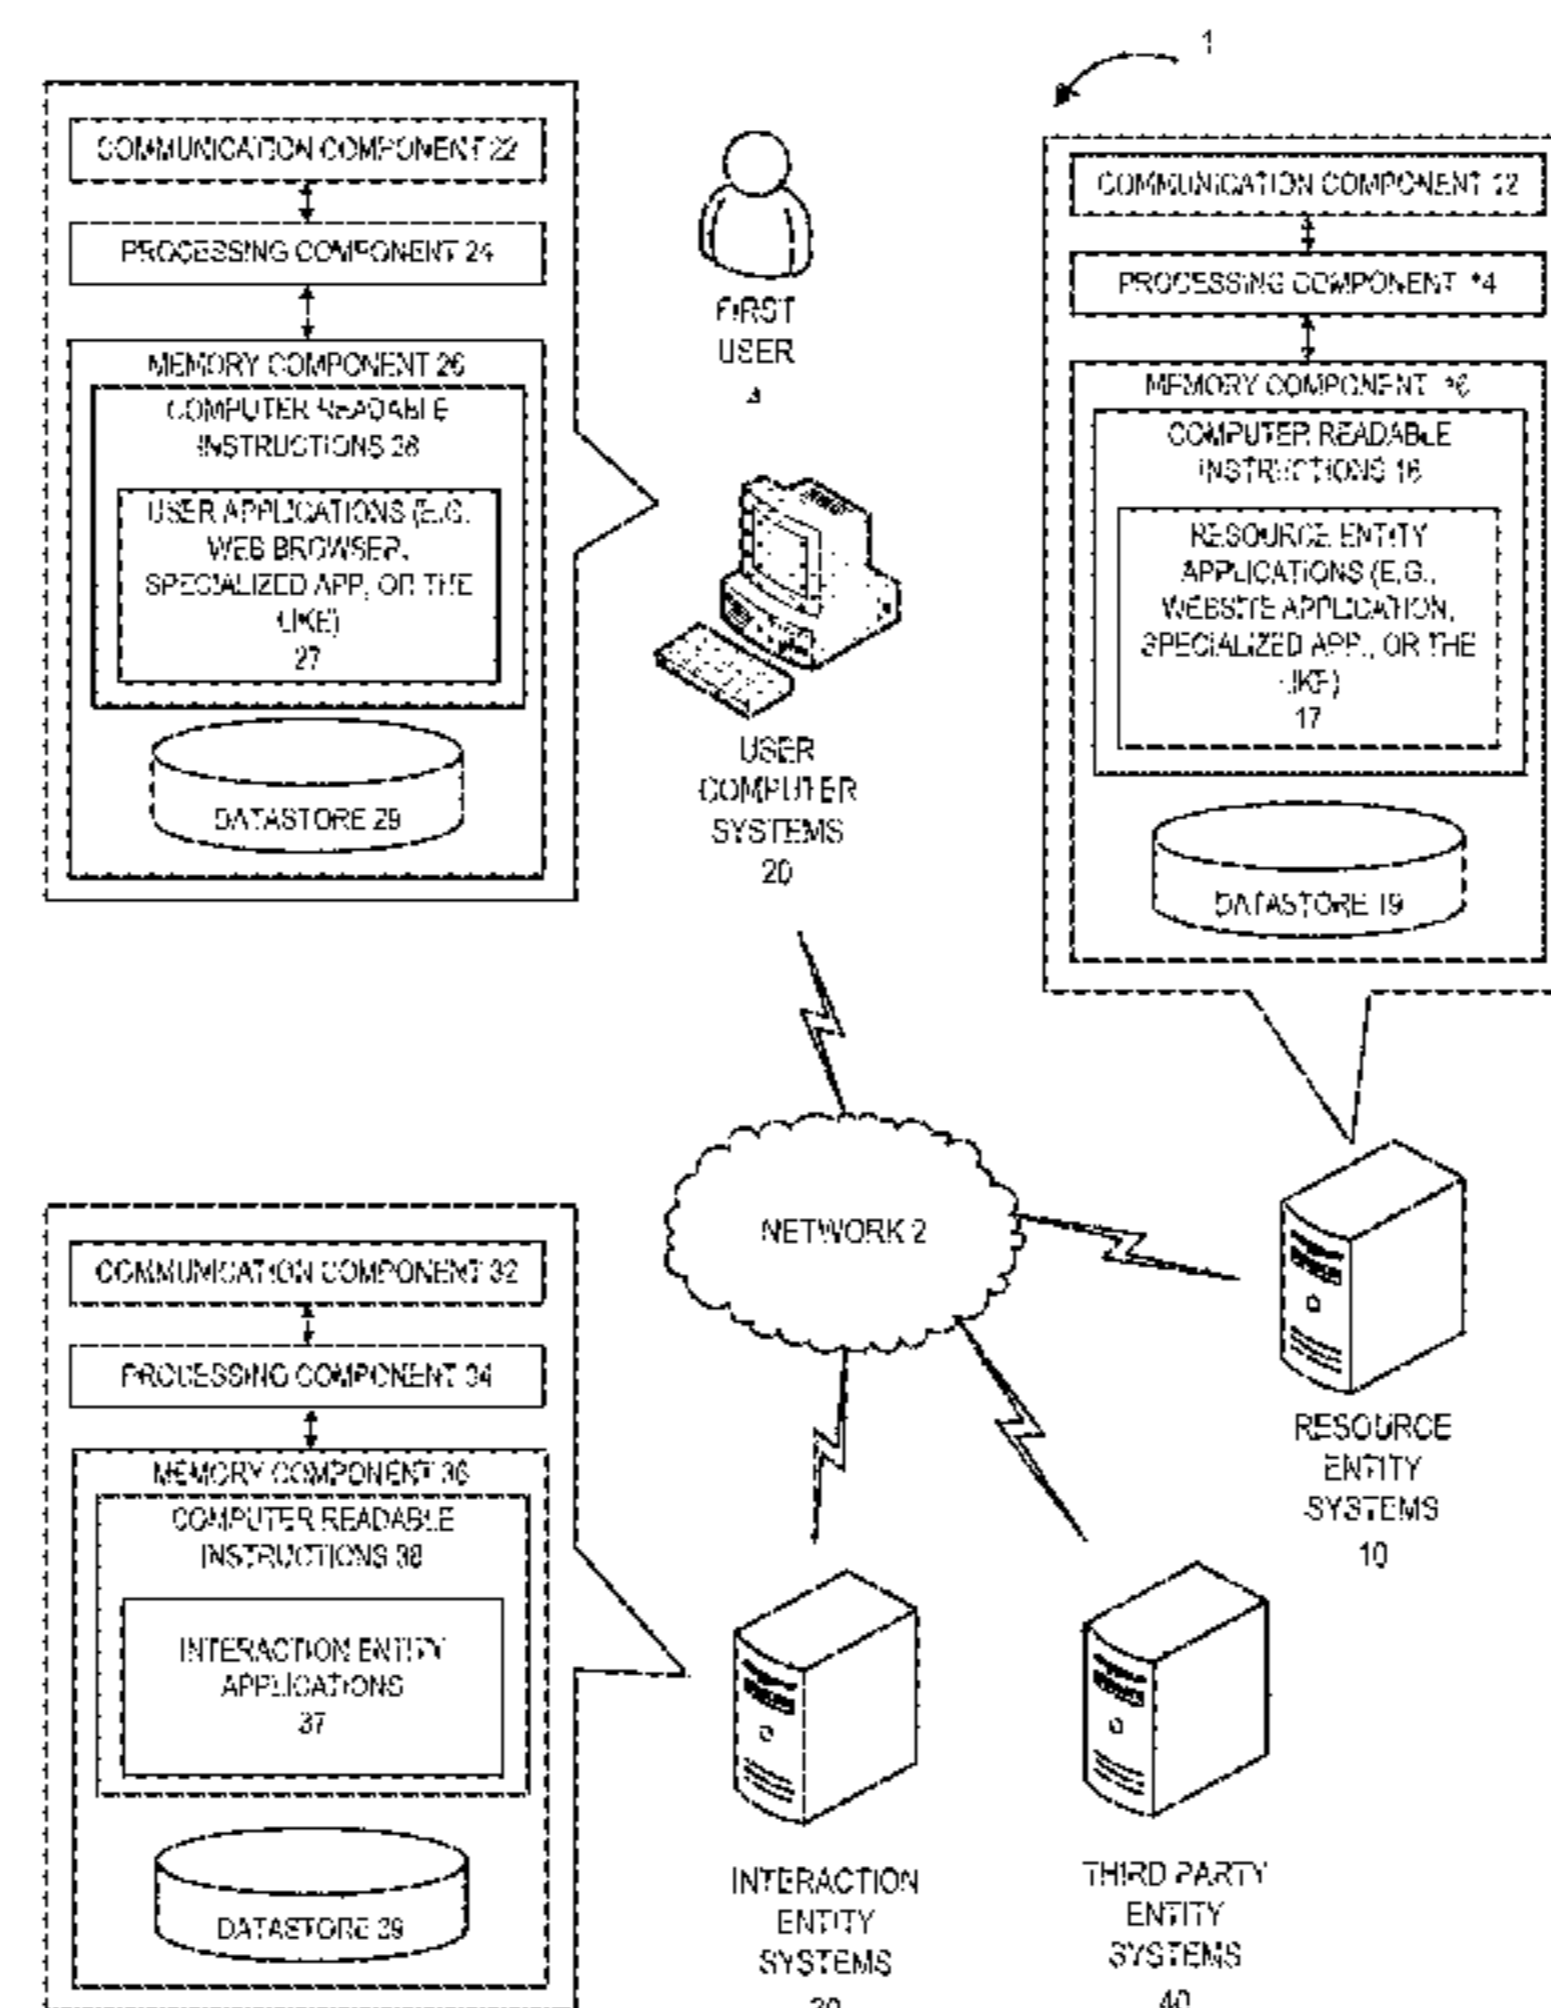 1
COMMUNICATION COMPONENT 22
PROCESSING COMPONENT 24
MEMORY COMPONENT 26
COMPUTER READABLE
INSTRUCTIONS 28
USER APPLICATIONS (E.G.
WEB BROWSER,
SPECIALIZED APP, OR THE
LIKE)
27
DATASTORE 29
FIRST
USER
USER
COMPUTER
SYSTEMS
20
COMMUNICATION COMPONENT 12
PROCESSING COMPONENT 14
MEMORY COMPONENT 16
COMPUTER READABLE
INSTRUCTIONS 18
RESOURCE ENTITY
APPLICATIONS (E.G.,
WEBSITE APPLICATION,
SPECIALIZED APP., OR THE
LIKE)
17
DATASTORE 19
NETWORK 2
RESOURCE
ENTITY
SYSTEMS
10
COMMUNICATION COMPONENT 32
PROCESSING COMPONENT 34
MEMORY COMPONENT 36
COMPUTER READABLE
INSTRUCTIONS 38
INTERACTION ENTITY
APPLICATIONS
37
DATASTORE 39
INTERACTION
ENTITY
SYSTEMS
THIRD PARTY
ENTITY
SYSTEMS
40